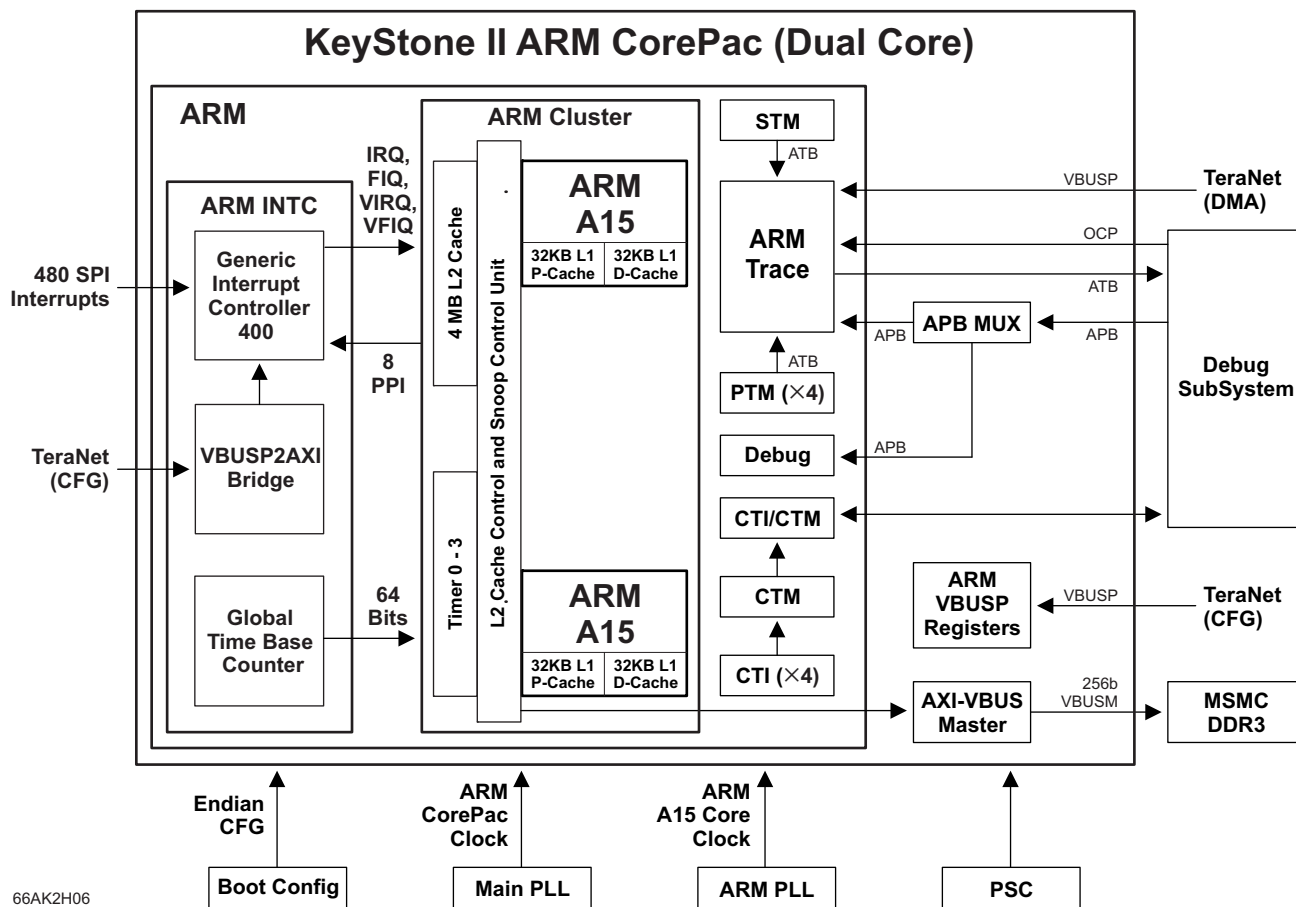 KeyStone II ARM CorePac (Dual Core)
ARM
ARM INTC
Generic
Interrupt
Controller
400
VBUSP2AXI
Bridge
Global
Time Base
Counter
480 SPI
Interrupts
TeraNet
(CFG)
IRQ,
FIQ,
VIRQ,
VFIQ
8
PPI
64
Bits
ARM Cluster
4 MB L2 Cache
Timer 0 - 3
L2 Cache Control and Snoop Control Unit
ARM
A15
32KB L1
P-Cache
32KB L1
D-Cache
ARM
A15
32KB L1
P-Cache
32KB L1
D-Cache
STM
ATB
ARM
Trace
ATB
PTM (×4)
Debug
CTI/CTM
CTM
CTI (×4)
VBUSP
OCP
ATB
APB
APB MUX
APB
APB
TeraNet
(DMA)
Debug
SubSystem
ARM
VBUSP
Registers
VBUSP
TeraNet
(CFG)
AXI-VBUS
Master
256b
VBUSM
MSMC
DDR3
Endian
CFG
Boot Config
ARM
CorePac
Clock
Main PLL
ARM
A15 Core
Clock
ARM PLL
PSC
66AK2H06